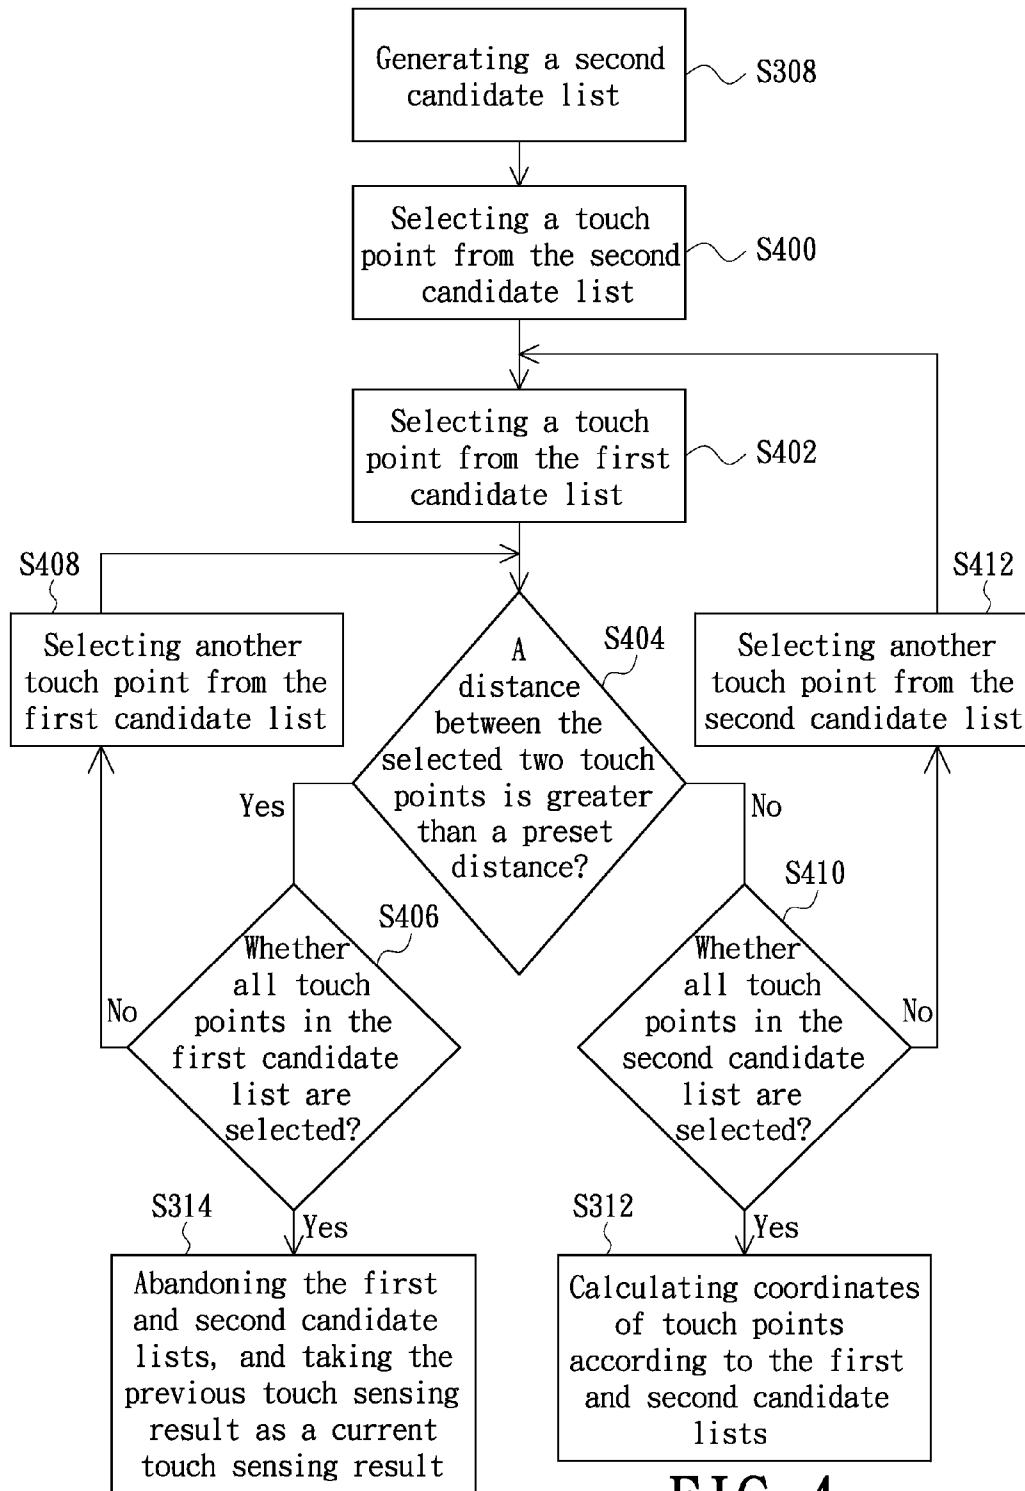 Generating a second
candidate list
S308
Selecting a touch
point from the second
candidate list
S400
Selecting a touch
point from the first
candidate list
S402
S408
Selecting another
touch point from the
first candidate list
A
distance
between the
selected two touch
points is greater
than a preset
distance?
S404
S412
Selecting another
touch point from the
second candidate list
Yes
No
S406
Whether
all touch
points in the
first candidate
list are
selected?
No
S410
Whether
all touch
points in the
second candidate
list are
selected?
No
S314
Yes
Abandoning the first
and second candidate
lists, and taking the
previous touch sensing
result as a current
touch sensing result
S312
Yes
Calculating coordinates
of touch points
according to the first
and second candidate
lists
FIG. 4